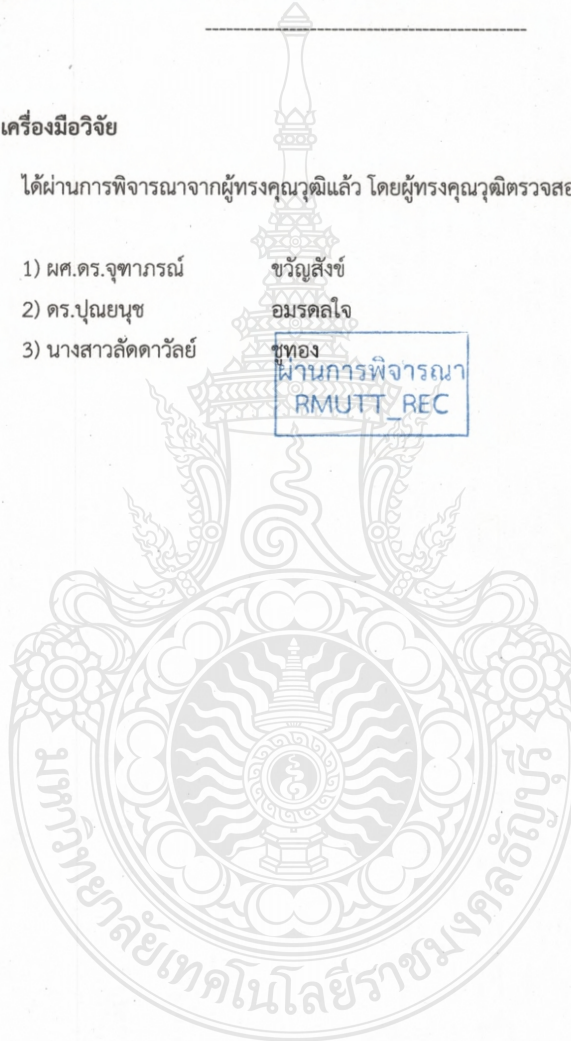 เครื่องมือวิจัย
ได้ผ่านการพิจารณาจากผู้ทรงคุณวุฒิแล้ว โดยผู้ทรงคุณวุฒิตรวจสอ
1) ผศ.ดร.จุฑาภรณ์ ขวัญสังข์
2) ดร.ปุณยนุช อมรดลใจ
3) นางสาวลัดดาวัลย์ ชูทอง
ผ่านการพิจารณา
RMUTT_REC
มหาวิทยาลัยเทคโนโลยีราชมงคลธัญบุรี